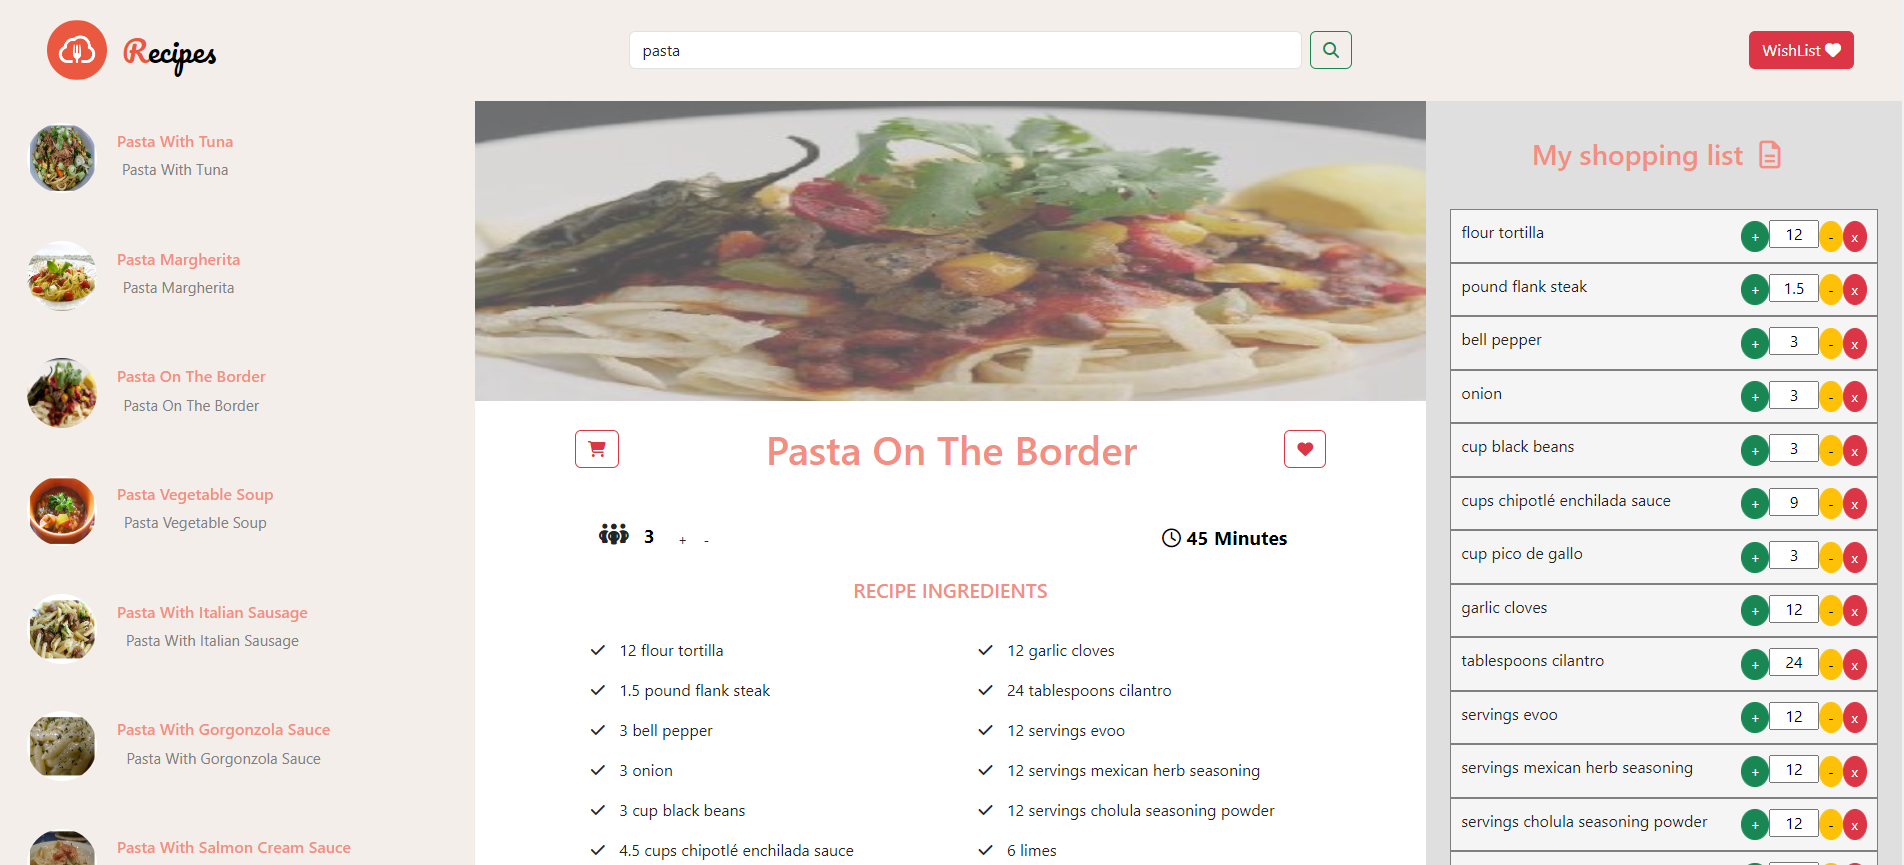 Recipes
pasta
WishList
Pasta With Tuna
Pasta With Tuna
Pasta Margherita
Pasta Margherita
Pasta On The Border
Pasta On The Border
Pasta Vegetable Soup
Pasta Vegetable Soup
Pasta With Italian Sausage
Pasta With Italian Sausage
Pasta With Gorgonzola Sauce
Pasta With Gorgonzola Sauce
Pasta With Salmon Cream Sauce
Pasta On The Border
3 + -
45 Minutes
RECIPE INGREDIENTS
12 flour tortilla
1.5 pound flank steak
3 bell pepper
3 onion
3 cup black beans
4.5 cups chipotlé enchilada sauce
12 garlic cloves
24 tablespoons cilantro
12 servings evoo
12 servings mexican herb seasoning
12 servings cholula seasoning powder
6 limes
My shopping list
flour tortilla + 12 - x
pound flank steak + 1.5 - x
bell pepper + 3 - x
onion + 3 - x
cup black beans + 3 - x
cups chipotlé enchilada sauce + 9 - x
cup pico de gallo + 3 - x
garlic cloves + 12 - x
tablespoons cilantro + 24 - x
servings evoo + 12 - x
servings mexican herb seasoning + 12 - x
servings cholula seasoning powder + 12 - x